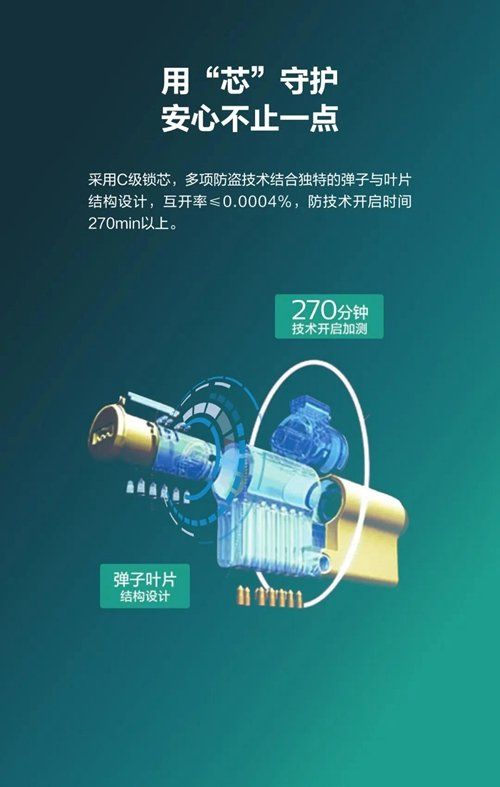 用“芯”守护
安心不止一点
采用C级锁芯，多项防盗技术结合独特的弹子与叶片
结构设计，互开率≤0.0004%，防技术开启时间
270min以上。
270分钟
技术开启加测
弹子叶片
结构设计